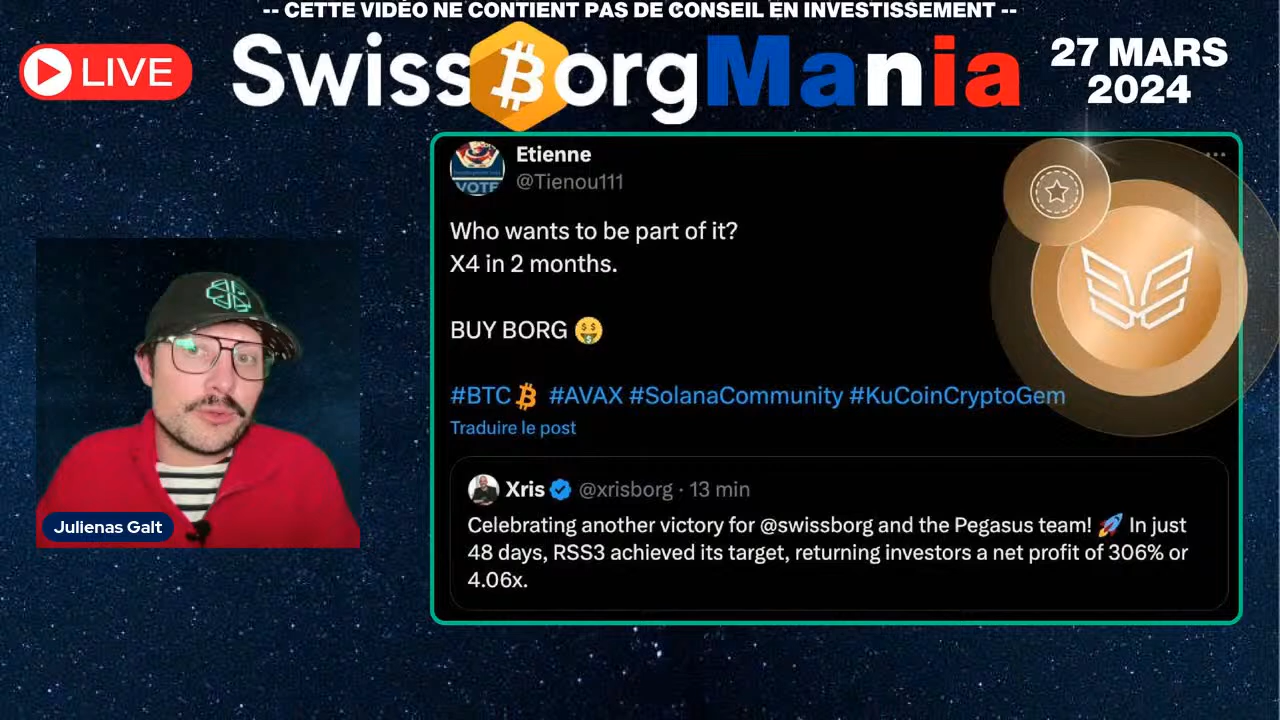 -- CETTE VIDÉO NE CONTIENT PAS DE CONSEIL EN INVESTISSEMENT --
LIVE
SwissBorgMania
27 MARS
2024
Etienne
@Tienou111
VOTE
Who wants to be part of it?
X4 in 2 months.
BUY BORG 🤑
#BTC #AVAX #SolanaCommunity #KuCoinCryptoGem
Traduire le post
Xris @xrisborg · 13 min
Celebrating another victory for @swissborg and the Pegasus team! 🚀 In just
48 days, RSS3 achieved its target, returning investors a net profit of 306% or
4.06x.
Julienas Galt